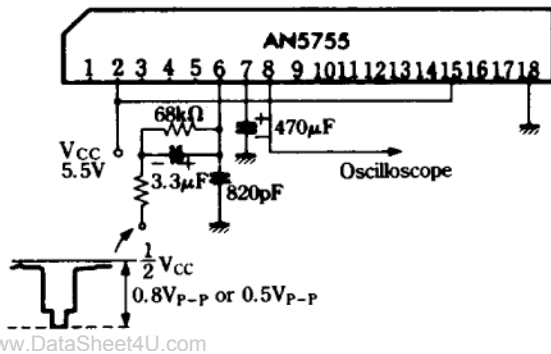 AN5755
1 2 3 4 5 6 7 8 9 10 11 12 13 14 15 16 17 18
68kΩ
470μF
VCC
5.5V
- +
+
3.3μF
820pF
Oscilloscope
1/2 VCC
0.8VP-P or 0.5VP-P
ww.DataSheet4U.com